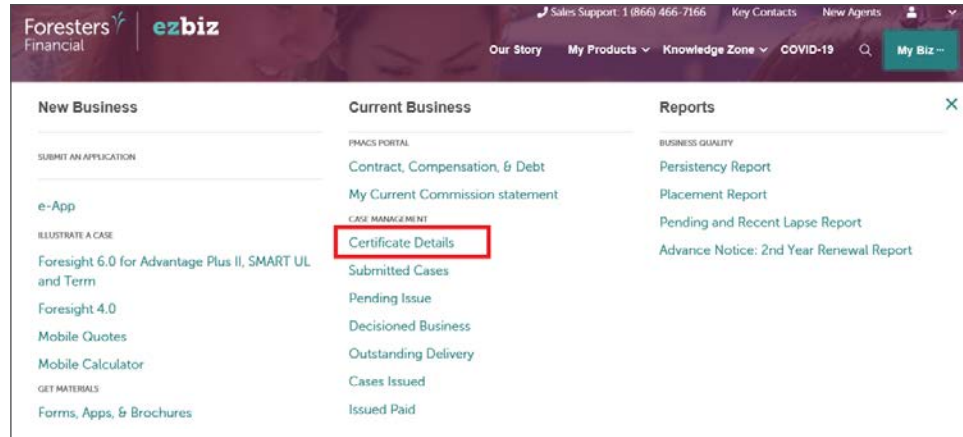 Foresters
Financial
ezbiz
Sales Support: 1 (866) 466-7166 Key Contacts New Agents
Our Story My Products Knowledge Zone COVID-19 My Biz
New Business
SUBMIT AN APPLICATION
e-App
ILLUSTRATE A CASE
Foresight 6.0 for Advantage Plus II, SMART UL
and Term
Foresight 4.0
Mobile Quotes
Mobile Calculator
GET MATERIALS
Forms, Apps, & Brochures
Current Business
PMACS PORTAL
Contract, Compensation, & Debt
My Current Commission statement
CASE MANAGEMENT
Certificate Details
Submitted Cases
Pending Issue
Decisioned Business
Outstanding Delivery
Cases Issued
Issued Paid
Reports
BUSINESS QUALITY
Persistency Report
Placement Report
Pending and Recent Lapse Report
Advance Notice: 2nd Year Renewal Report